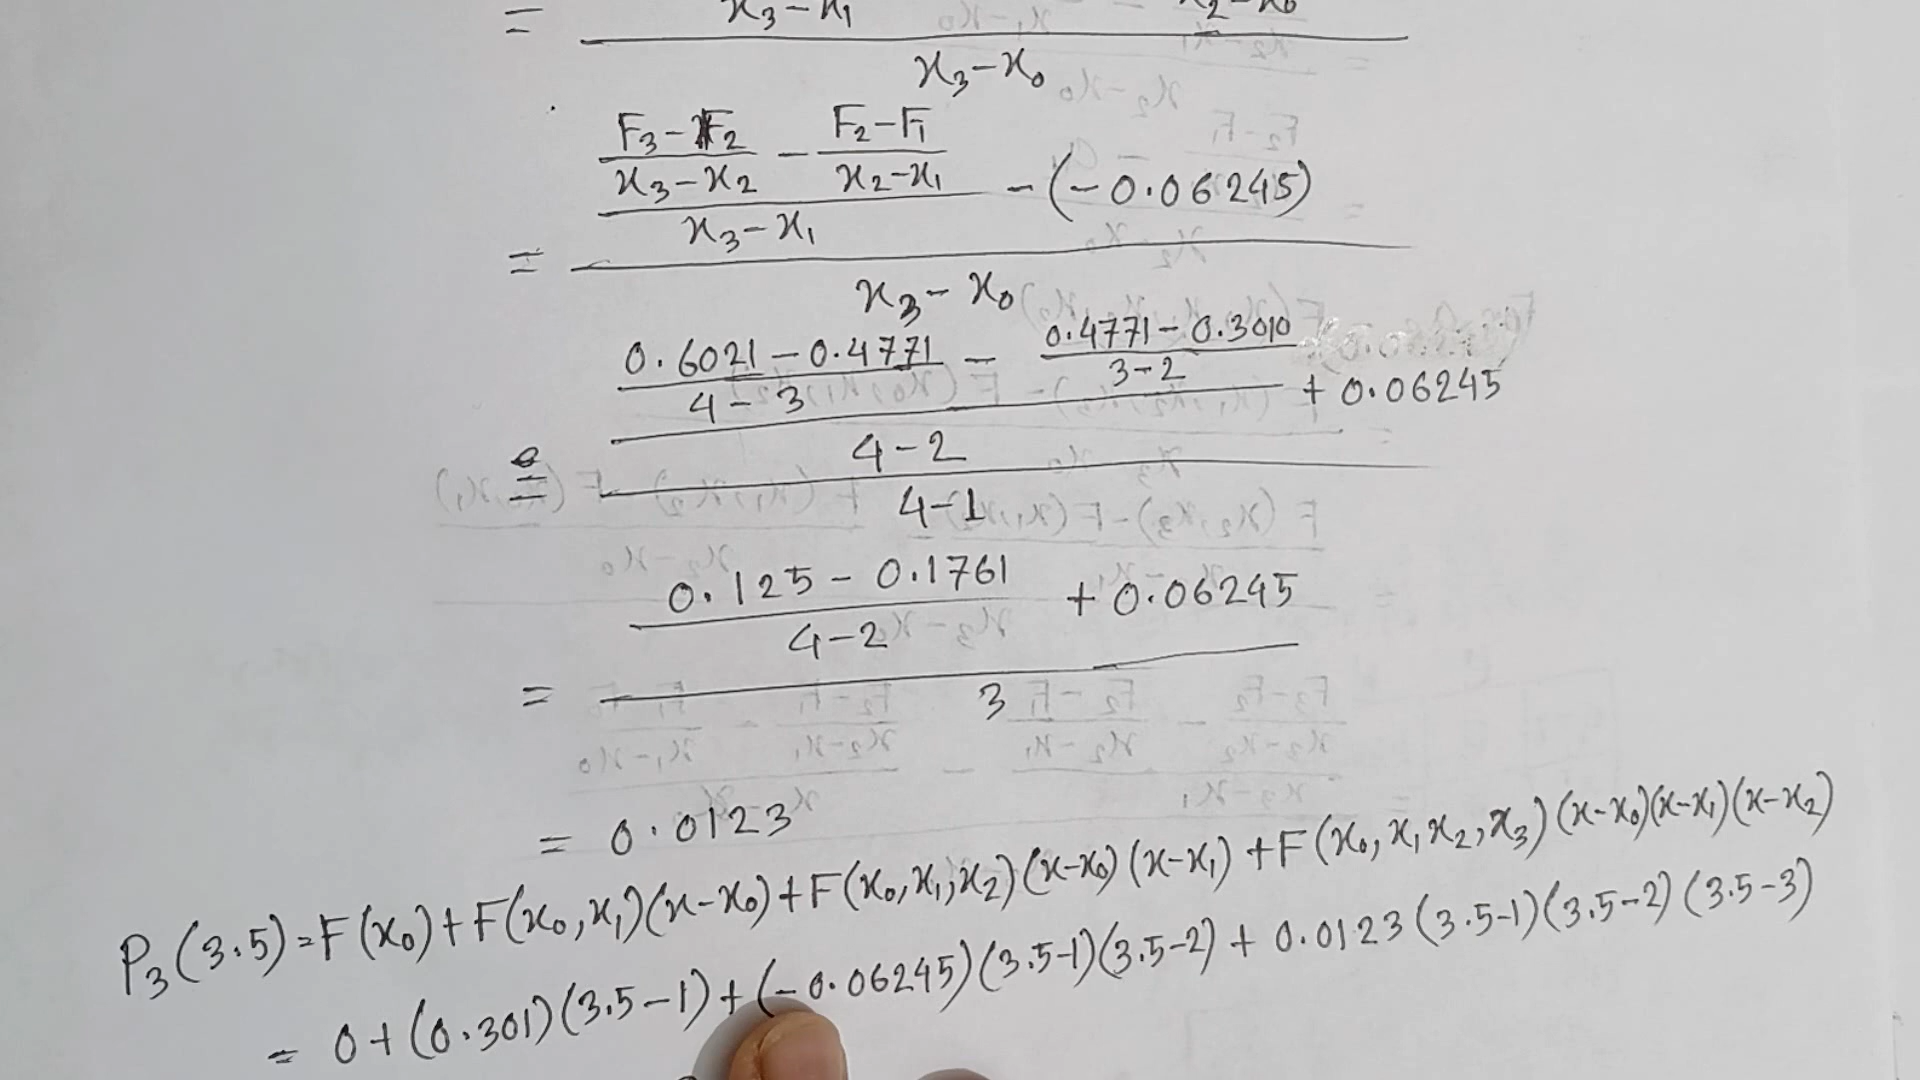 = x₃-x₁ x₂-x₀
x₃-x₀
F₃-F₂ F₂-F₁
— - —
x₃-x₂ x₂-x₁ -(-0.06245)
x₃-x₁
=
x₃-x₀
0.6021-0.4771 - 0.4771-0.3010
4-3 3-2 +0.06245
4-2
=
4-1
0.125-0.1761 +0.06245
4-2
=
3
= 0.0123
P₃(3.5)=F(x₀)+F(x₀,x₁)(x-x₀)+F(x₀,x₁,x₂)(x-x₀)(x-x₁)+F(x₀,x₁x₂,x₃)(x-x₀)(x-x₁)(x-x₂)
= 0+(0.301)(3.5-1)+(-0.06245)(3.5-1)(3.5-2)+0.0123(3.5-1)(3.5-2)(3.5-3)